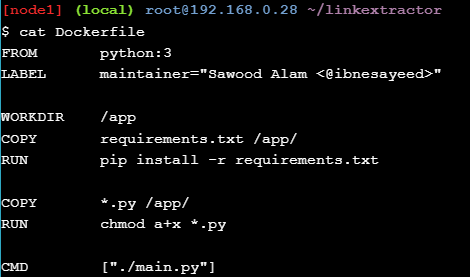 [node1] (local) root@192.168.0.28 ~/linkextractor
$ cat Dockerfile
FROM       python:3
LABEL      maintainer="Sawood Alam <@ibnesayeed>"
WORKDIR    /app
COPY       requirements.txt /app/
RUN        pip install -r requirements.txt
COPY       *.py /app/
RUN        chmod a+x *.py
CMD        ["./main.py"]